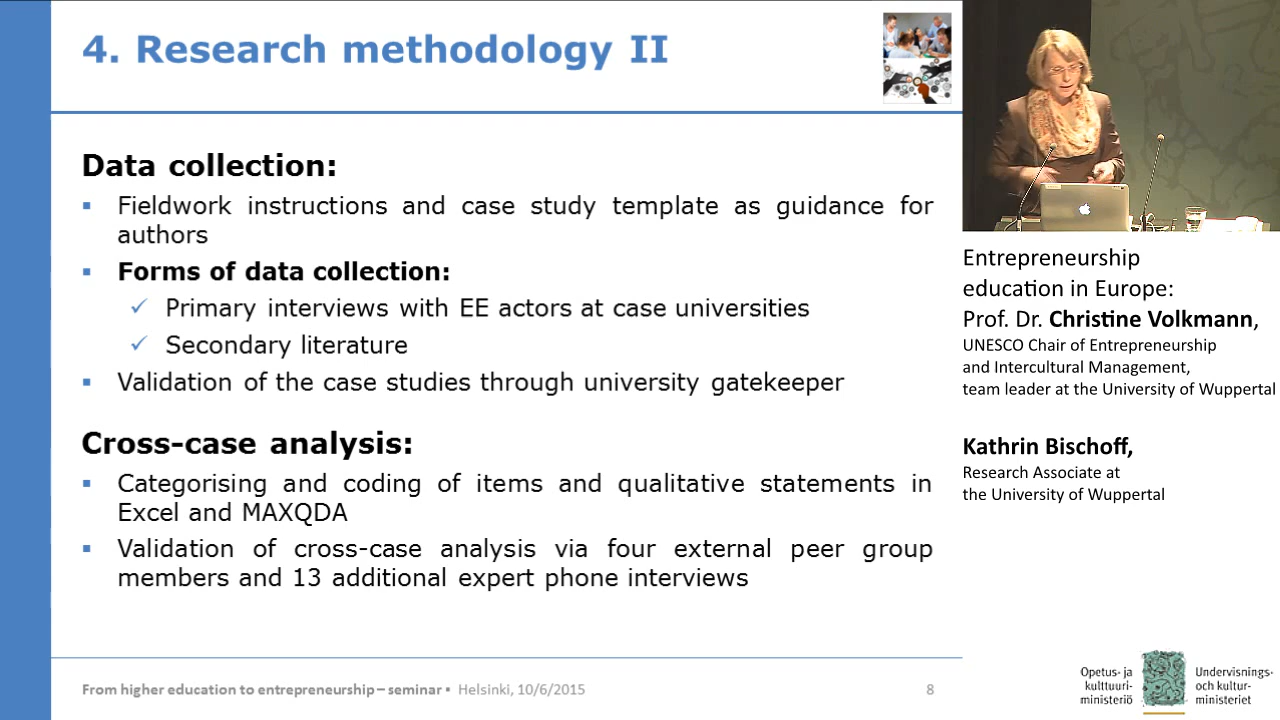 4. Research methodology II
Data collection:
▪ Fieldwork instructions and case study template as guidance for
authors
▪ Forms of data collection:
✓ Primary interviews with EE actors at case universities
✓ Secondary literature
▪ Validation of the case studies through university gatekeeper
Cross-case analysis:
▪ Categorising and coding of items and qualitative statements in
Excel and MAXQDA
▪ Validation of cross-case analysis via four external peer group
members and 13 additional expert phone interviews
From higher education to entrepreneurship – seminar ▪ Helsinki, 10/6/2015
8
Entrepreneurship
education in Europe:
Prof. Dr. Christine Volkmann,
UNESCO Chair of Entrepreneurship
and Intercultural Management,
team leader at the University of Wuppertal
Kathrin Bischoff,
Research Associate at
the University of Wuppertal
Opetus- ja
kulttuuri-
ministeriö
Undervisnings-
och kultur-
ministeriet